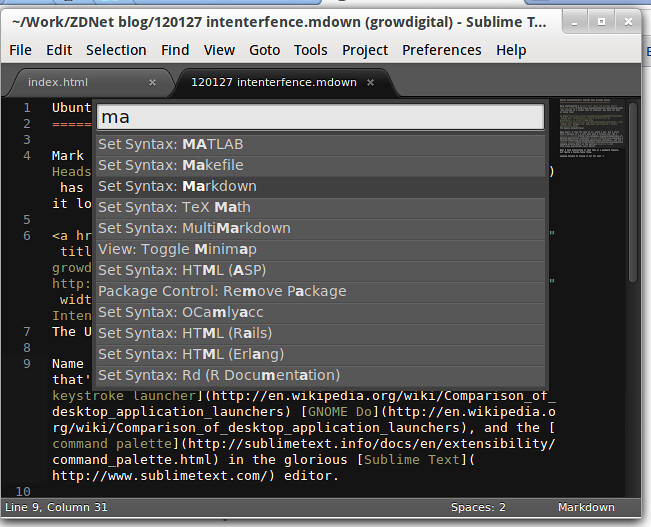 ~/Work/ZDNet blog/120127 intenterfence.mdown (growdigital) - Sublime T...
File Edit Selection Find View Goto Tools Project Preferences Help
index.html × 120127 intenterfence.mdown ×
ma
Set Syntax: MATLAB
Set Syntax: Makefile
Set Syntax: Markdown
Set Syntax: TeX Math
Set Syntax: MultiMarkdown
View: Toggle Minimap
Set Syntax: HTML (ASP)
Package Control: Remove Package
Set Syntax: OCamlyacc
Set Syntax: HTML (Rails)
Set Syntax: HTML (Erlang)
Set Syntax: Rd (R Documentation)
1 Ubunt
2 =====
3
4 Mark
Heads )
has
it lo
5
6 <a hr "
titl
growd
http: "
widt
Inten
7 The U
8
9 Name
that'
keystroke launcher](http://en.wikipedia.org/wiki/Comparison_of_
desktop_application_launchers) [GNOME Do](http://en.wikipedia.o
rg/wiki/Comparison_of_desktop_application_launchers), and the [
command palette](http://sublimetext.info/docs/en/extensibility/
command_palette.html) in the glorious [Sublime Text](
http://www.sublimetext.com/) editor.
10
Line 9, Column 31 Spaces: 2 Markdown